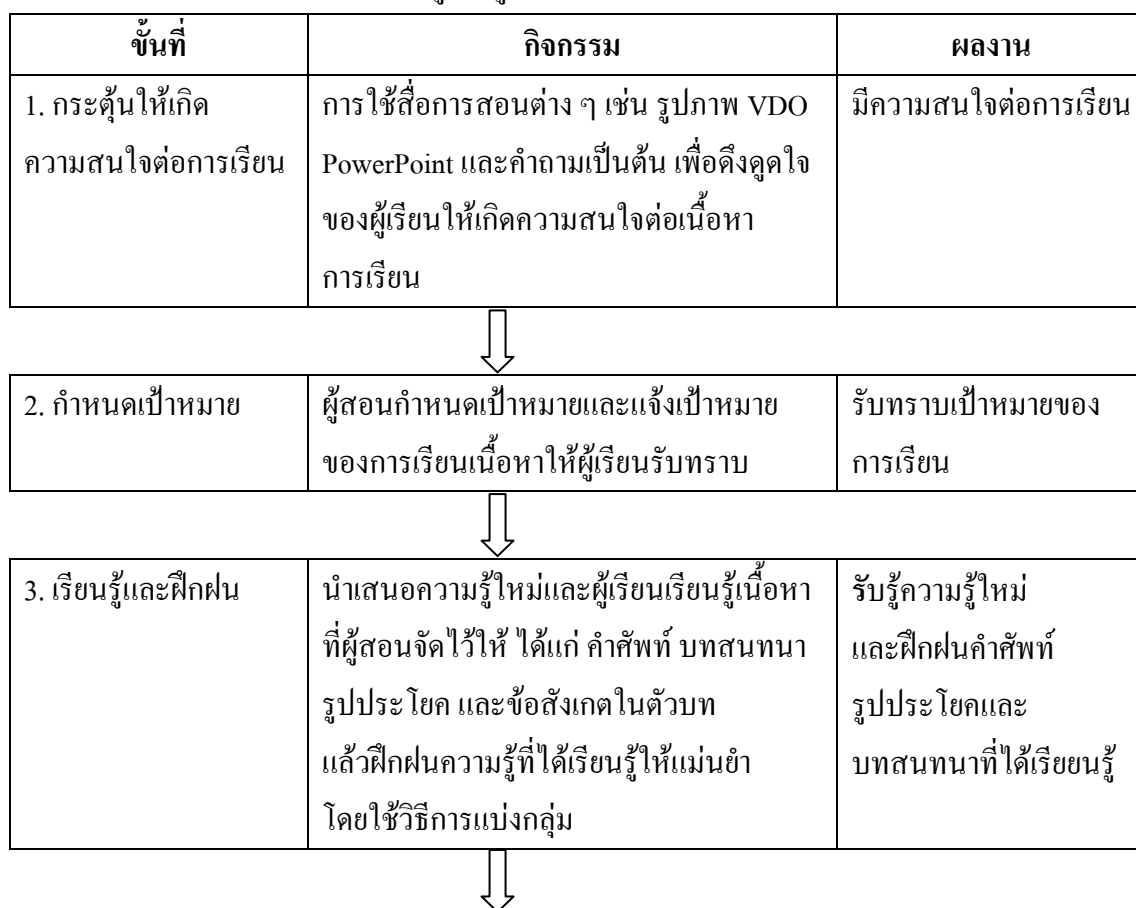 ขั้นที่ กิจกรรม ผลงาน
1. กระตุ้นให้เกิด การใช้สื่อการสอนต่าง ๆ เช่น รูปภาพ VDO มีความสนใจต่อการเรียน
ความสนใจต่อการเรียน PowerPoint และคำถามเป็นต้น เพื่อดึงดูดใจ
ของผู้เรียนให้เกิดความสนใจต่อเนื้อหา
การเรียน
2. กำหนดเป้าหมาย ผู้สอนกำหนดเป้าหมายและแจ้งเป้าหมาย รับทราบเป้าหมายของ
ของการเรียนเนื้อหาให้ผู้เรียนรับทราบ การเรียน
3. เรียนรู้และฝึกฝน นำเสนอความรู้ใหม่และผู้เรียนเรียนรู้เนื้อหา รับรู้ความรู้ใหม่
ที่ผู้สอนจัดไว้ให้ ได้แก่ คำศัพท์ บทสนทนา และฝึกฝนคำศัพท์
รูปประโยค และข้อสังเกตในตัวบท รูปประโยคและ
แล้วฝึกฝนความรู้ที่ได้เรียนรู้ให้แม่นยำ บทสนทนาที่ได้เรียยนรู้
โดยใช้วิธีการแบ่งกลุ่ม